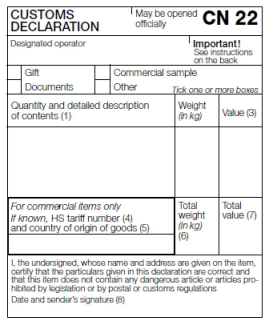 CUSTOMS DECLARATION
May be opened officially
CN 22
Designated operator
Important!
See instructions
on the back
Gift
Commercial sample
Documents
Other
Tick one or more boxes
Quantity and detailed description
of contents (1)
Weight
(in kg)
Value (3)
For commercial items only
If known, HS tariff number (4)
and country of origin of goods (5)
Total
weight
(in kg)
(6)
Total
value (7)
I, the undersigned, whose name and address are given on the item,
certify that the particulars given in this declaration are correct and
that this item does not contain any dangerous article or articles pro-
hibited by legislation or by postal or customs regulations
Date and sender's signature (8)